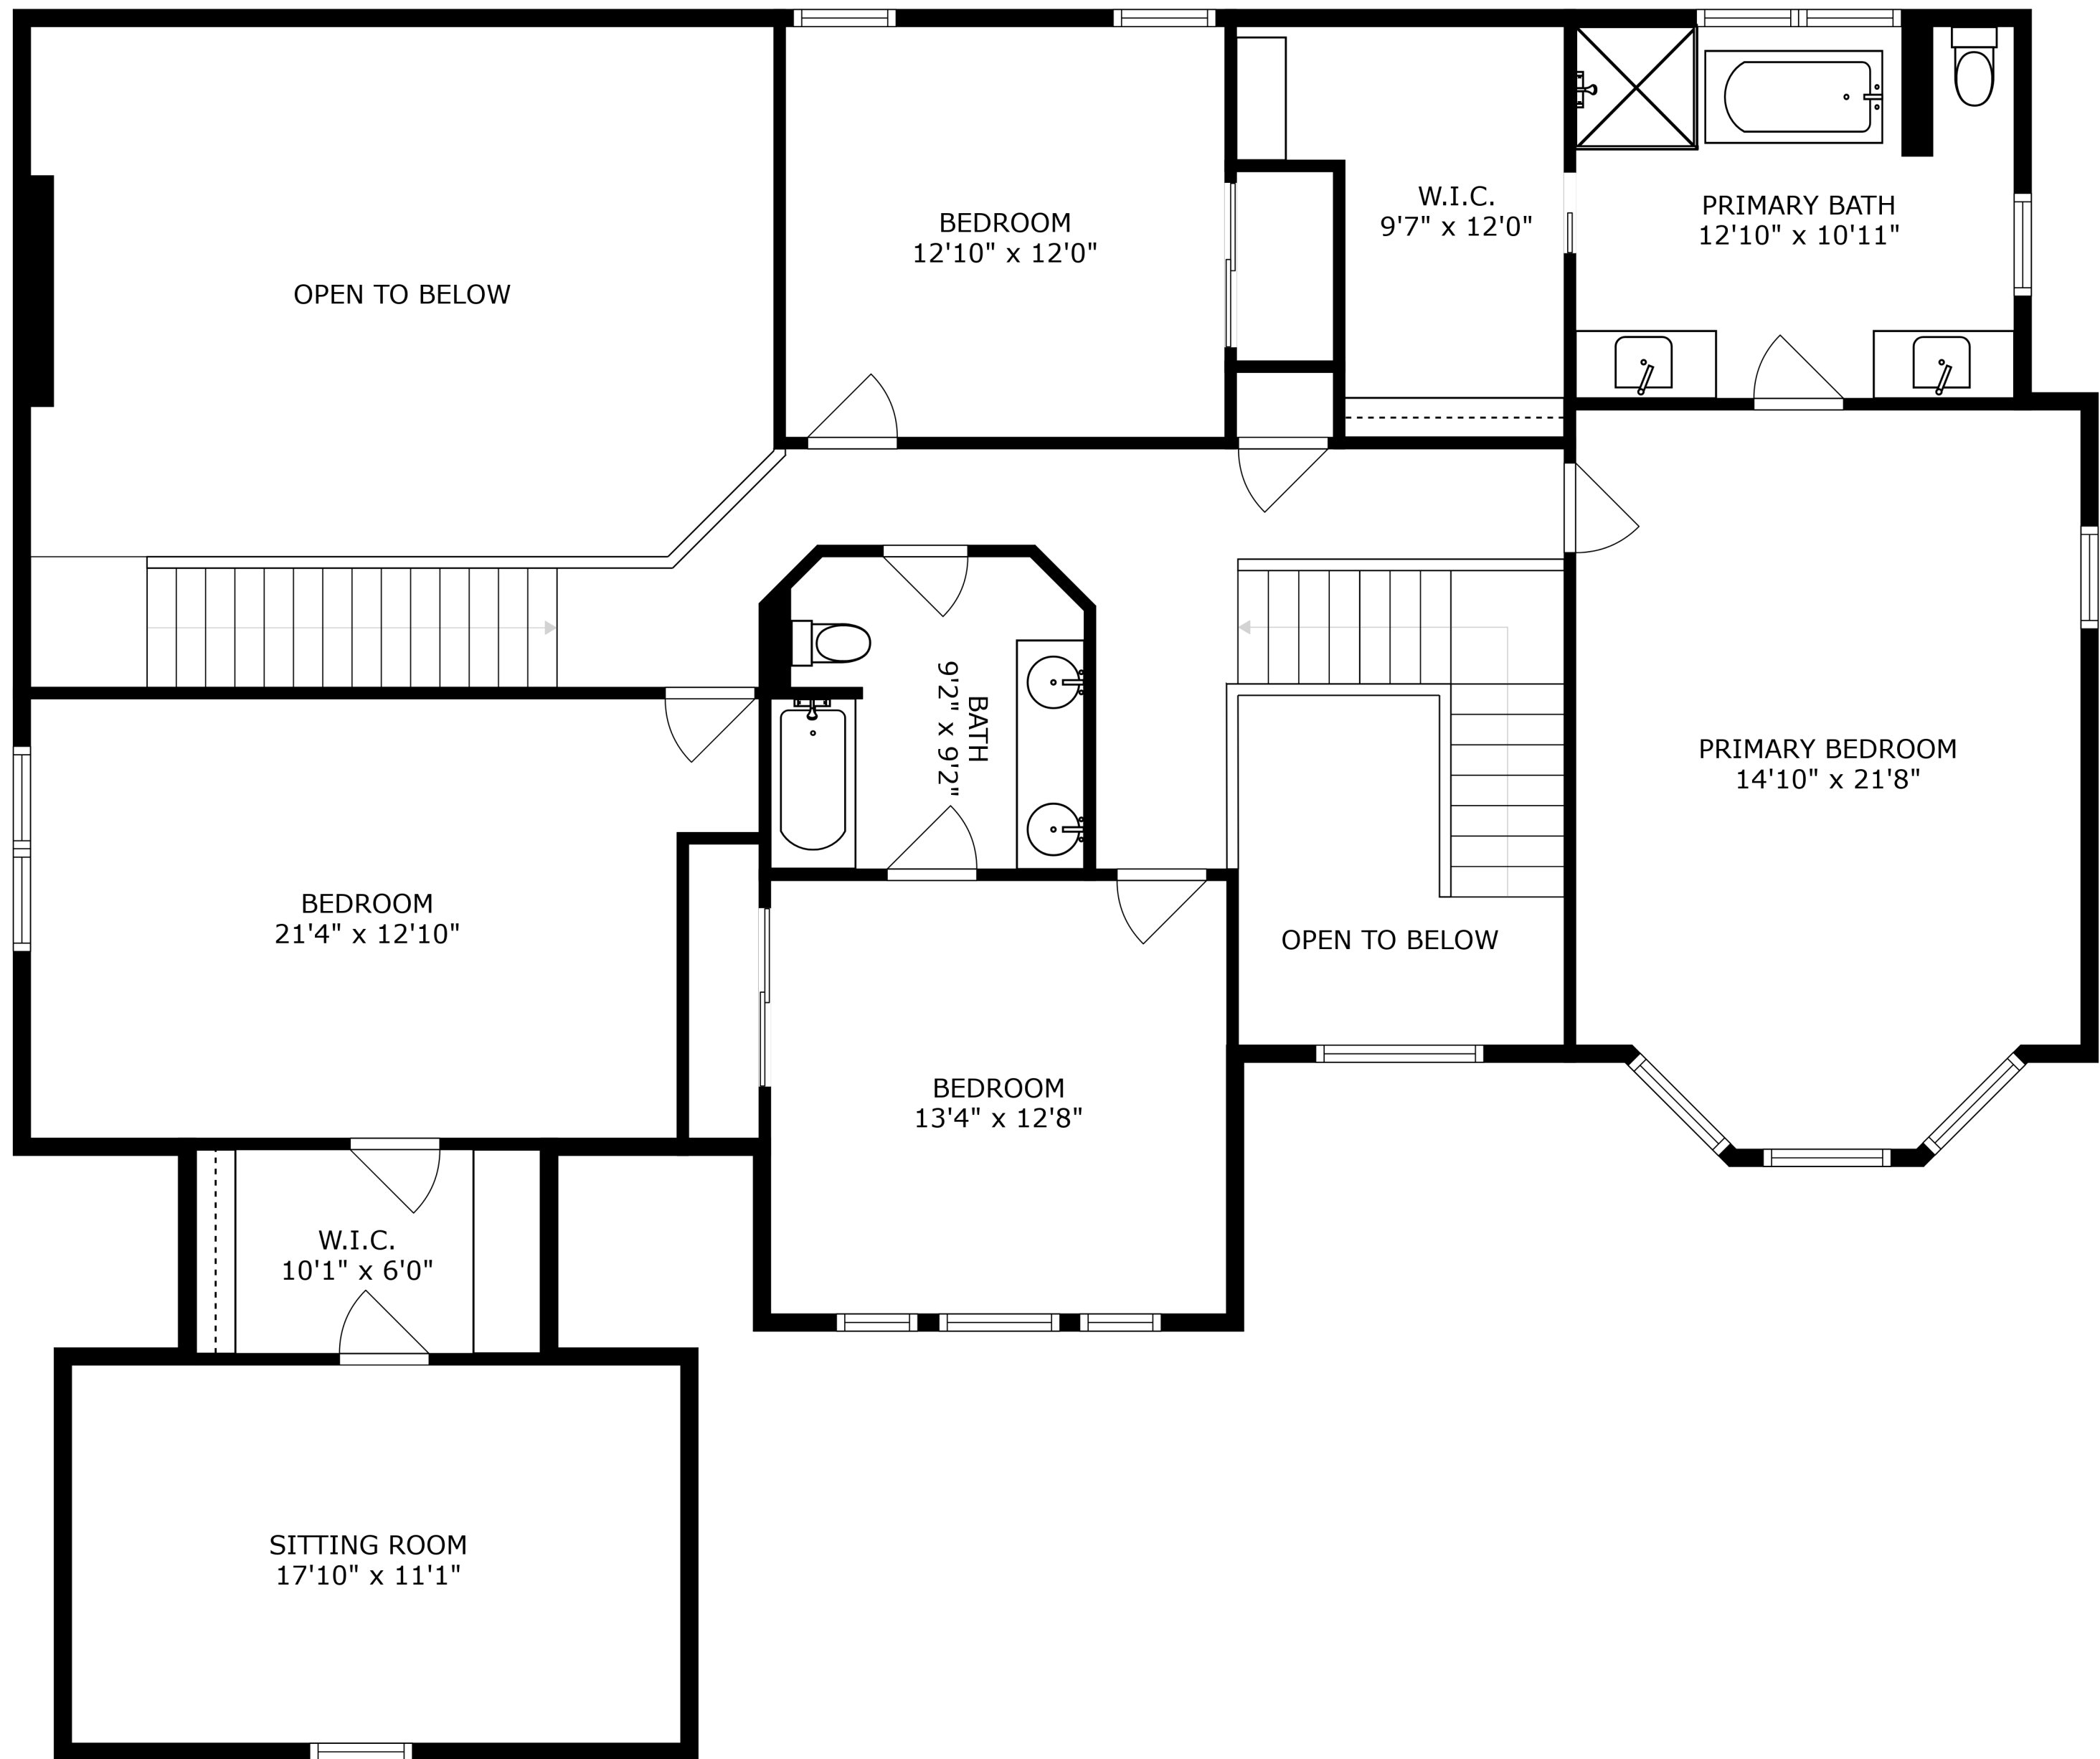 W.I.C.
9'7" x 12'0"
PRIMARY BATH
12'10" x 10'11"
BEDROOM
12'10" x 12'0"
OPEN TO BELOW
BATH
9'2" x 9'2"
PRIMARY BEDROOM
14'10" x 21'8"
BEDROOM
21'4" x 12'10"
OPEN TO BELOW
BEDROOM
13'4" x 12'8"
W.I.C.
10'1" x 6'0"
SITTING ROOM
17'10" x 11'1"